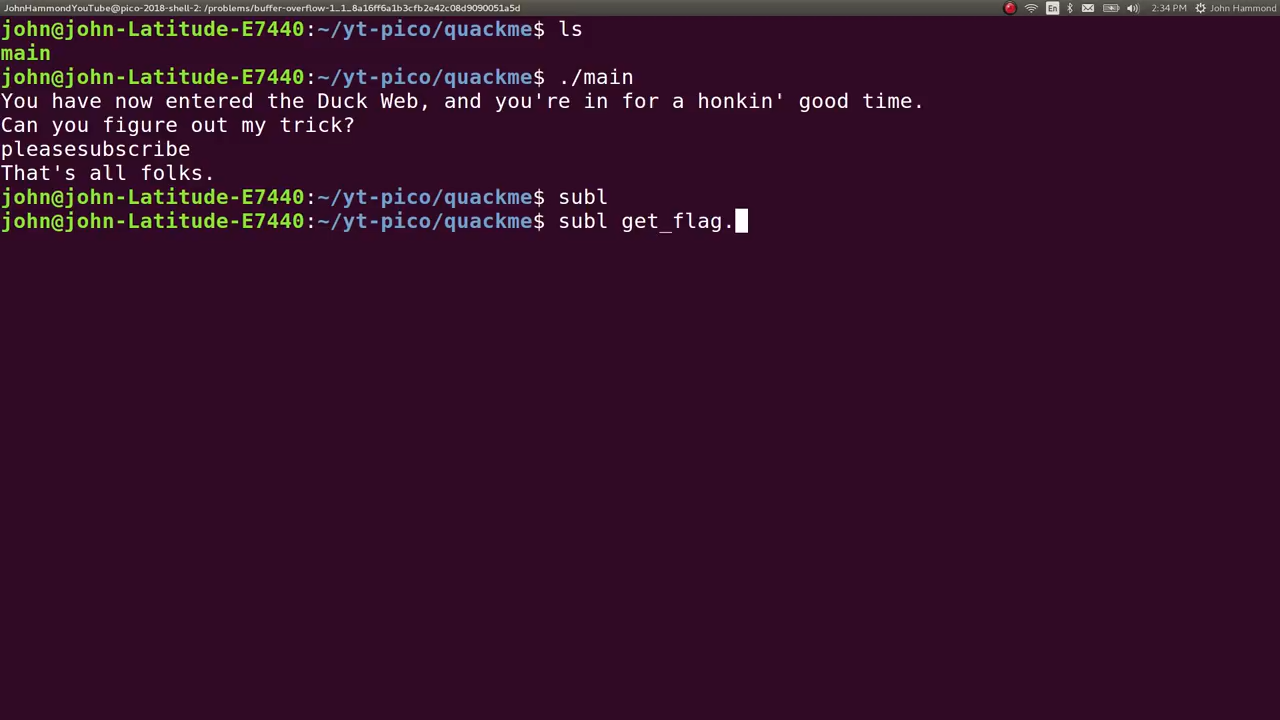 JohnHammondYouTube@pico-2018-shell-2: /problems/buffer-overflow-1_1_8a16ff6a1b3cfb2e42c08d9090051a5d
En 2:34 PM John Hammond
john@john-Latitude-E7440:~/yt-pico/quackme$ ls
main
john@john-Latitude-E7440:~/yt-pico/quackme$ ./main
You have now entered the Duck Web, and you're in for a honkin' good time.
Can you figure out my trick?
pleasesubscribe
That's all folks.
john@john-Latitude-E7440:~/yt-pico/quackme$ subl
john@john-Latitude-E7440:~/yt-pico/quackme$ subl get_flag.